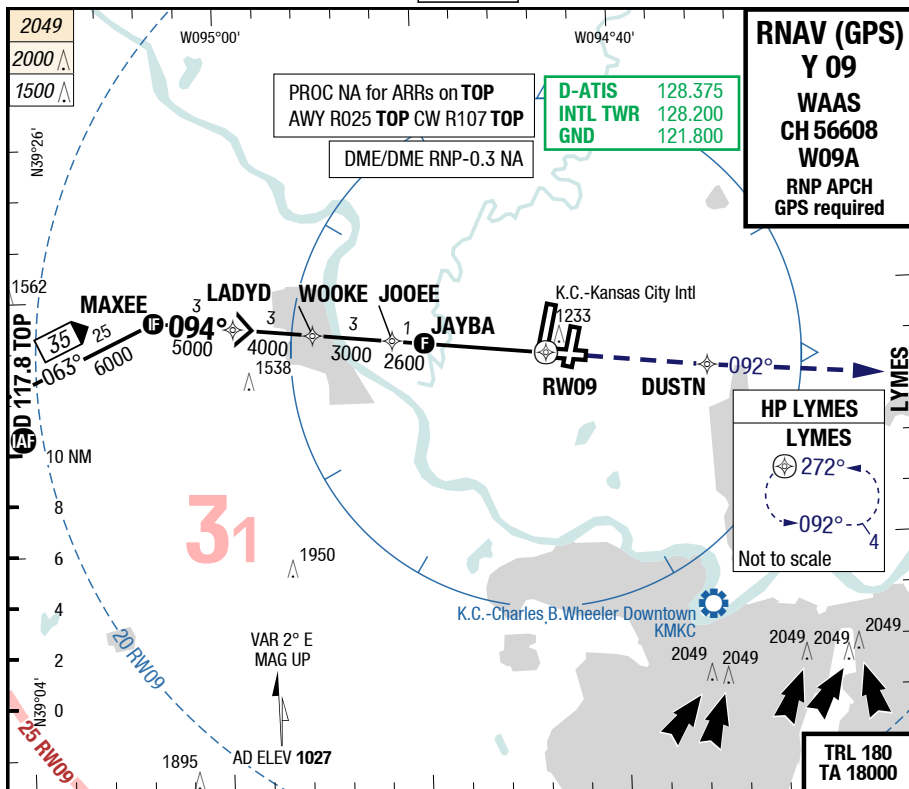 2049
2000
1500
W095°00'
W094°40'
N39°26'
PROC NA for ARRs on TOP
AWY R025 TOP CW R107 TOP
DME/DME RNP-0.3 NA
D-ATIS 128.375
INTL TWR 128.200
GND 121.800
RNAV (GPS)
Y 09
WAAS
CH 56608
W09A
RNP APCH
GPS required
1562
MAXEE
LADYD
WOOKE
JOOEE
JAYBA
K.C.-Kansas City Intl
1233
35
25
063°
6000
IF
3
094°
5000
3
4000
3
3000
1
2600
F
1538
RW09
DUSTN
092°
LYMES
D 117.8 TOP
IAF
10 NM
8
6
4
2
0
31
1950
HP LYMES
LYMES
272°
092°
4
Not to scale
K.C.-Charles B.Wheeler Downtown
KMKC
2049
2049
2049
2049
2049
VAR 2° E
MAG UP
AD ELEV 1027
20 RW09
N39°04'
25 RW09
1895
TRL 180
TA 18000